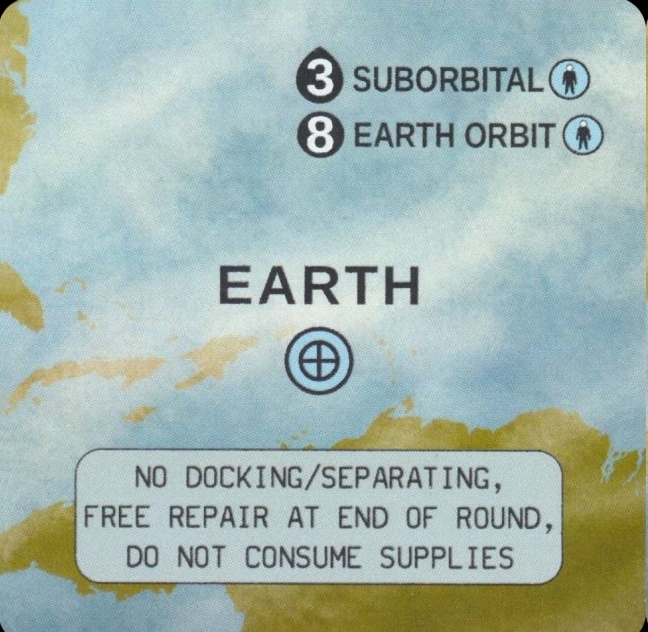 3 SUBORBITAL
8 EARTH ORBIT
EARTH
NO DOCKING/SEPARATING,
FREE REPAIR AT END OF ROUND,
DO NOT CONSUME SUPPLIES